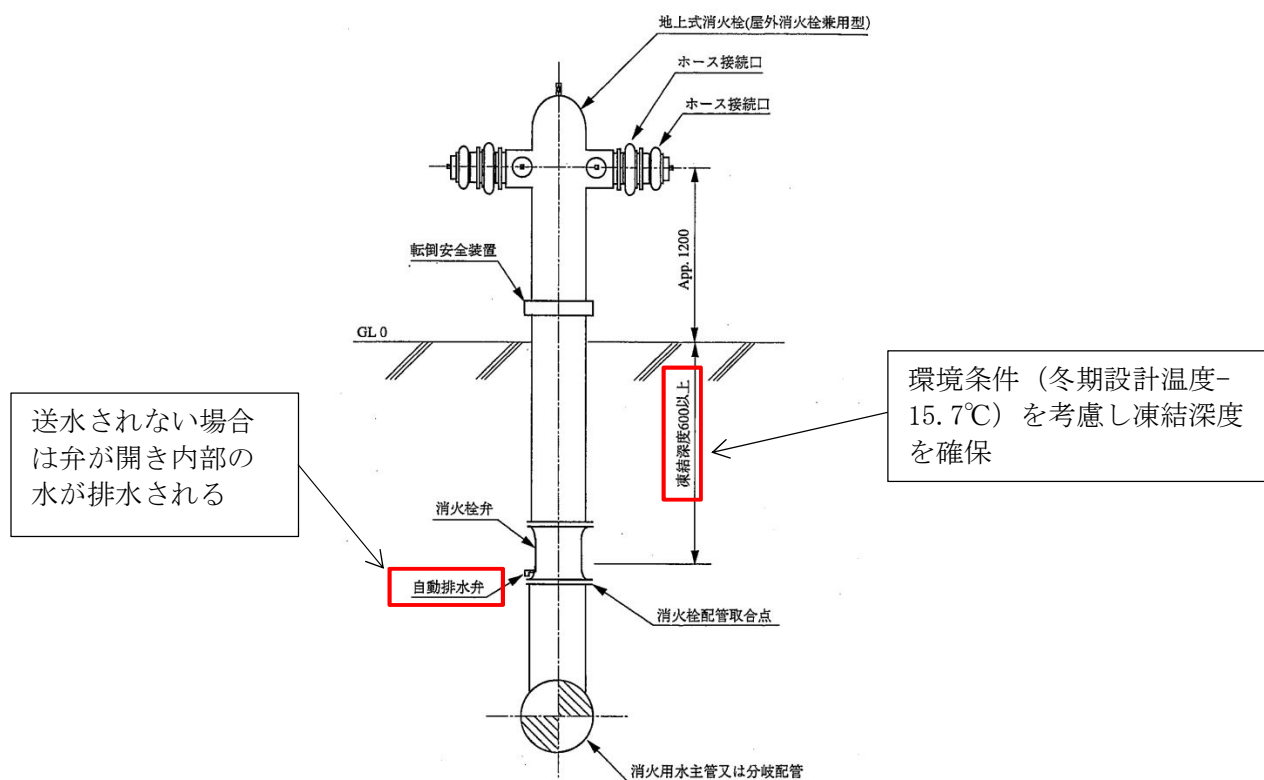 地上式消火栓(屋外消火栓兼用型)
ホース接続口
ホース接続口
転倒安全装置
App. 1200
GL 0
凍結深度600以上
環境条件（冬期設計温度-
15.7℃）を考慮し凍結深度
を確保
送水されない場合
は弁が開き内部の
水が排水される
消火栓弁
自動排水弁
消火栓配管取合点
消火用水主管又は分岐配管